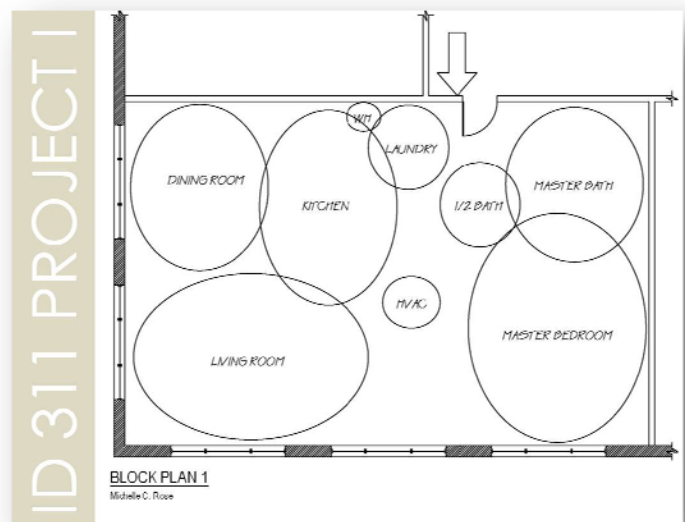 ID 311 PROJECT I
WH
LAUNDRY
DINING ROOM
KITCHEN
1/2 BATH
MASTER BATH
HVAC
LIVING ROOM
MASTER BEDROOM
BLOCK PLAN 1
Michelle C. Rose